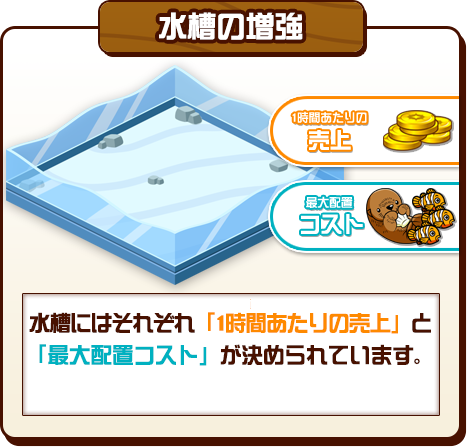 水槽の増強
1時間あたりの
売上
最大配置
コスト
水槽にはそれぞれ「1時間あたりの売上」と
「最大配置コスト」が決められています。